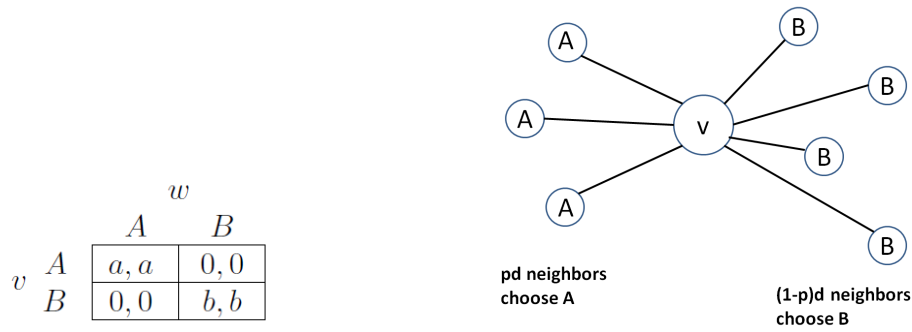 w
A B
v
A a, a 0, 0
B 0, 0 b, b
A
A
A
v
B
B
B
B
pd neighbors
choose A
(1-p)d neighbors
choose B